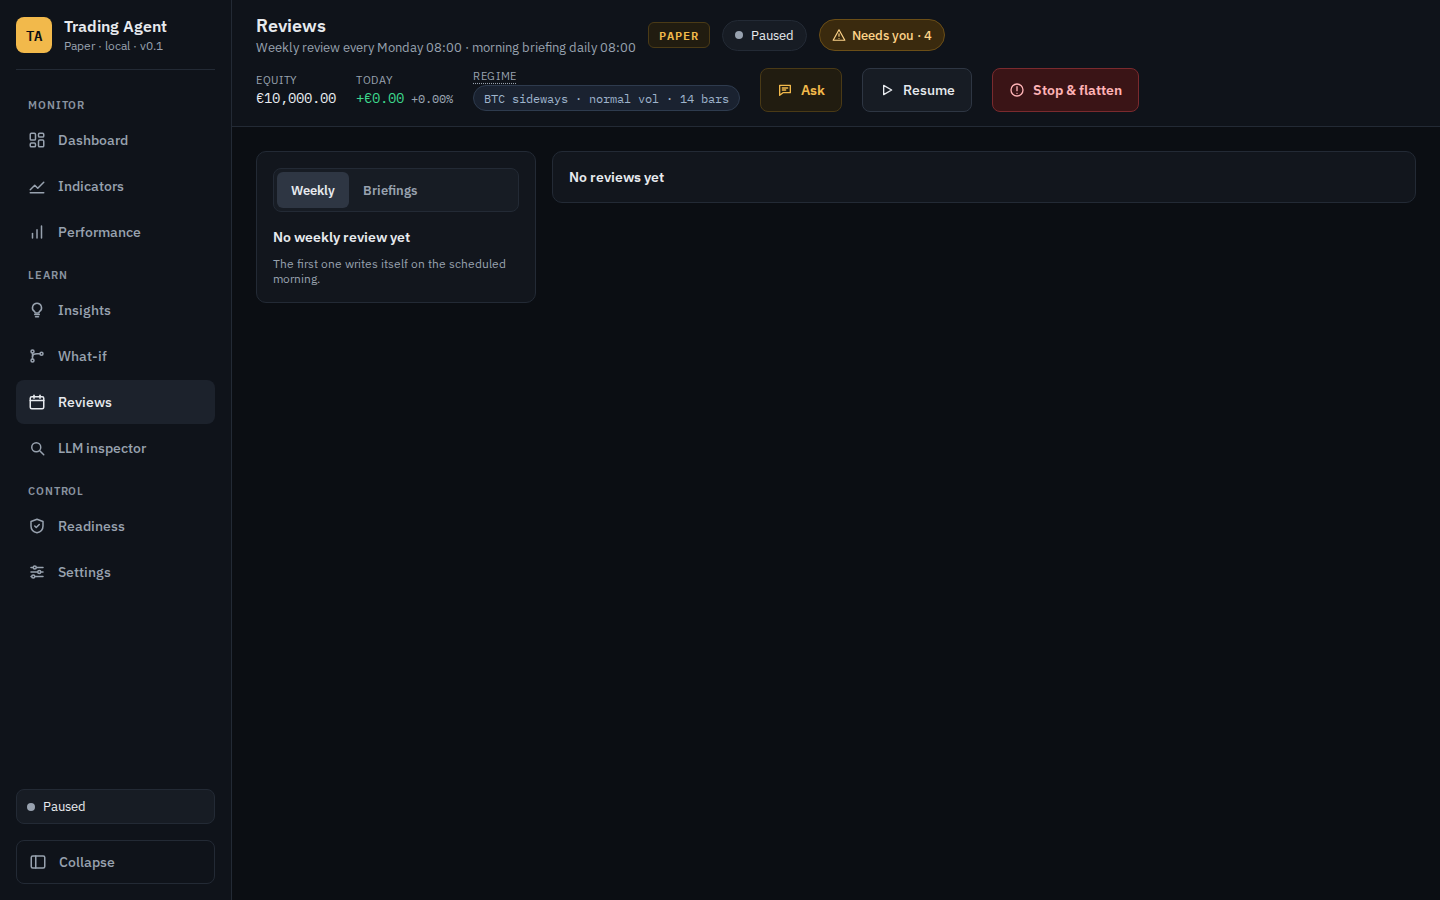 TA
Trading Agent
Paper · local · v0.1
MONITOR
Dashboard
Indicators
Performance
LEARN
Insights
What-if
Reviews
LLM inspector
CONTROL
Readiness
Settings
Paused
Collapse
Reviews
Weekly review every Monday 08:00 · morning briefing daily 08:00
PAPER
Paused
Needs you · 4
EQUITY
€10,000.00
TODAY
+€0.00 +0.00%
REGIME
BTC sideways · normal vol · 14 bars
Ask
Resume
Stop & flatten
Weekly
Briefings
No weekly review yet
The first one writes itself on the scheduled
morning.
No reviews yet